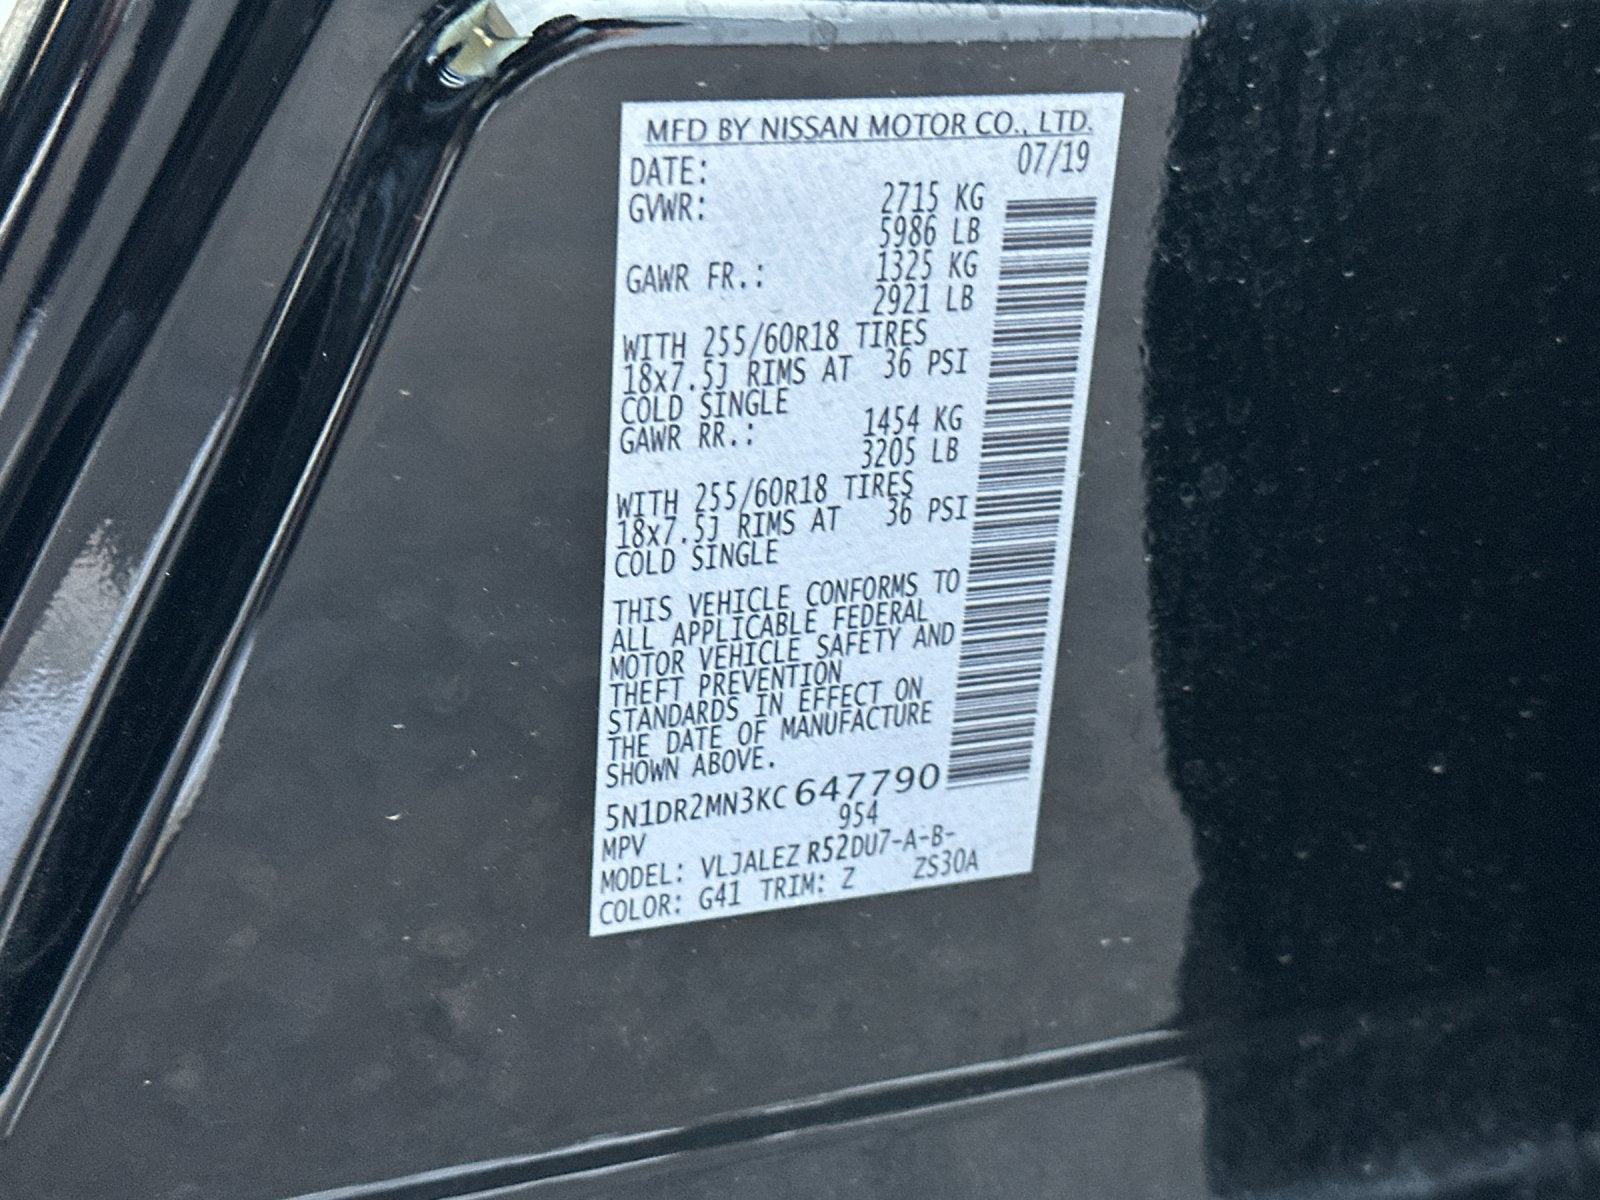 MFD BY NISSAN MOTOR CO., LTD.
DATE: 07/19
GVWR: 2715 KG
5986 LB
GAWR FR.: 1325 KG
2921 LB
WITH 255/60R18 TIRES
18x7.5J RIMS AT 36 PSI
COLD SINGLE
GAWR RR.: 1454 KG
3205 LB
WITH 255/60R18 TIRES
18x7.5J RIMS AT 36 PSI
COLD SINGLE
THIS VEHICLE CONFORMS TO
ALL APPLICABLE FEDERAL
MOTOR VEHICLE SAFETY AND
THEFT PREVENTION
STANDARDS IN EFFECT ON
THE DATE OF MANUFACTURE
SHOWN ABOVE.
5N1DR2MN3KC647790
MPV 954
MODEL: VLJALEZ R52DU7-A-B-
COLOR: G41 TRIM: Z ZS30A